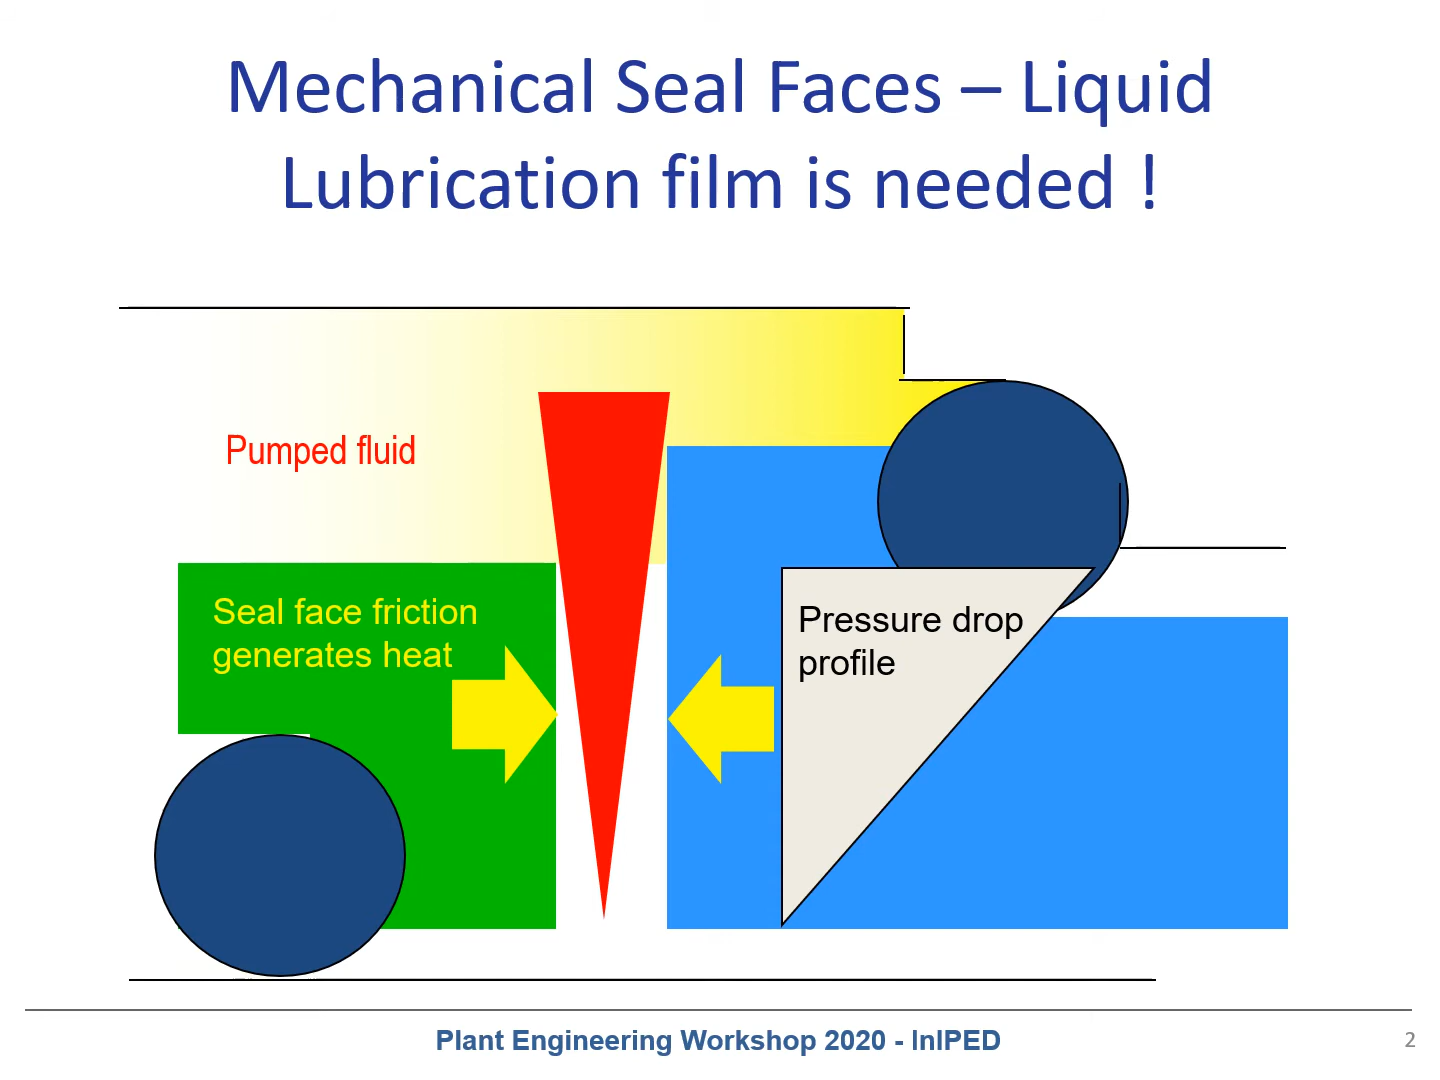 Mechanical Seal Faces – Liquid
Lubrication film is needed !
Pumped fluid
Seal face friction
generates heat
Pressure drop
profile
Plant Engineering Workshop 2020 - InIPED
2